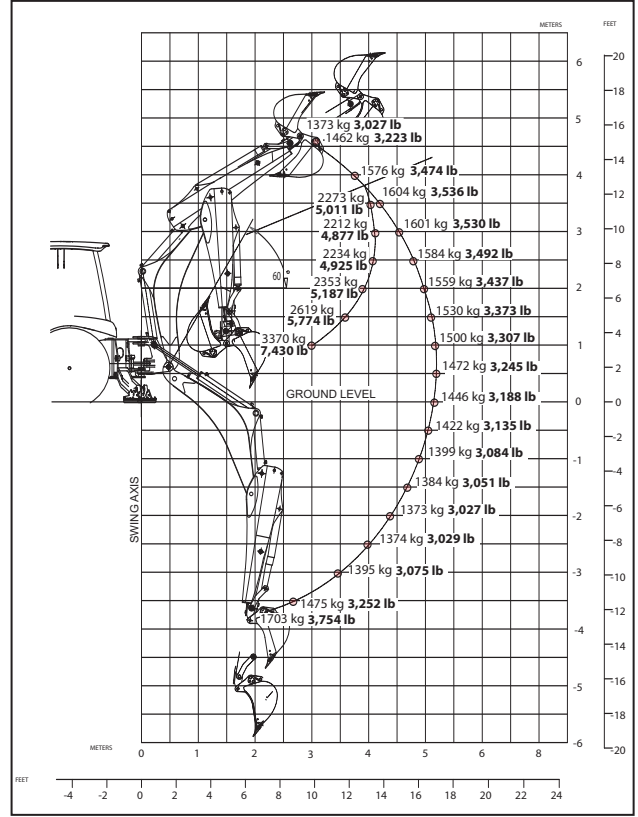 METERS
FEET
6
20
18
5
16
1373 kg 3,027 lb
1462 kg 3,223 lb
14
4
1576 kg 3,474 lb
12
2273 kg
5,011 lb
1604 kg 3,536 lb
3
2212 kg
4,877 lb
1601 kg 3,530 lb
10
2234 kg
4,925 lb
1584 kg 3,492 lb
8
60°
2
2353 kg
5,187 lb
1559 kg 3,437 lb
6
2619 kg
5,774 lb
1530 kg 3,373 lb
4
1
3370 kg
7,430 lb
1500 kg 3,307 lb
2
1472 kg 3,245 lb
GROUND LEVEL
0
1446 kg 3,188 lb
0
1422 kg 3,135 lb
-2
-1
1399 kg 3,084 lb
-4
1384 kg 3,051 lb
-6
SWING AXIS
-2
1373 kg 3,027 lb
1374 kg 3,029 lb
-8
-3
1395 kg 3,075 lb
-10
1475 kg 3,252 lb
-12
1703 kg 3,754 lb
-4
-14
-5
-16
-18
-6
-20
METERS
0 1 2 3 4 5 6 7 8
FEET
-4 -2 0 2 4 6 8 10 12 14 16 18 20 22 24